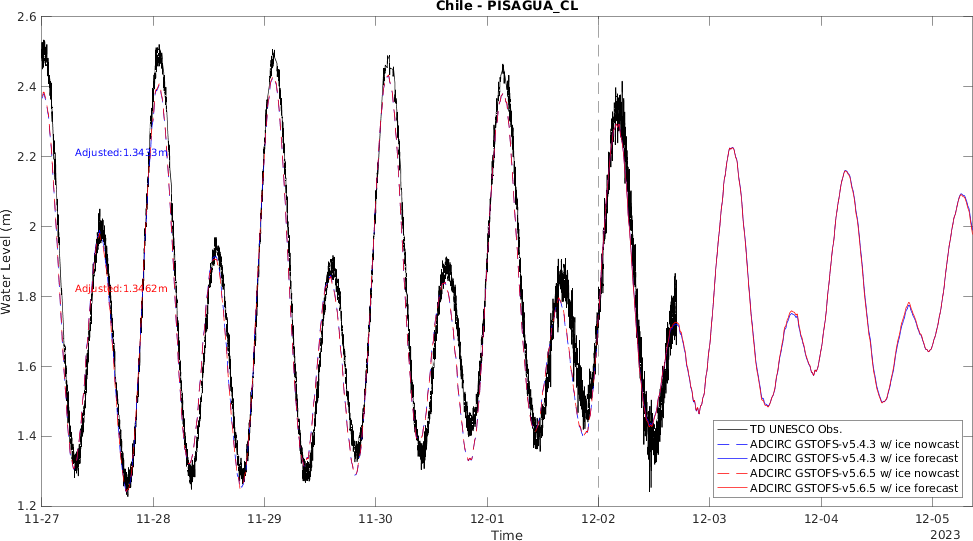 Chile - PISAGUA_CL
2.6
2.4
2.2
2
1.8
1.6
1.4
1.2
Water Level (m)
Adjusted:1.3433m
Adjusted:1.3462m
TD UNESCO Obs.
ADCIRC GSTOFS-v5.4.3 w/ ice nowcast
ADCIRC GSTOFS-v5.4.3 w/ ice forecast
ADCIRC GSTOFS-v5.6.5 w/ ice nowcast
ADCIRC GSTOFS-v5.6.5 w/ ice forecast
11-27 11-28 11-29 11-30 12-01 12-02 12-03 12-04 12-05
Time
2023